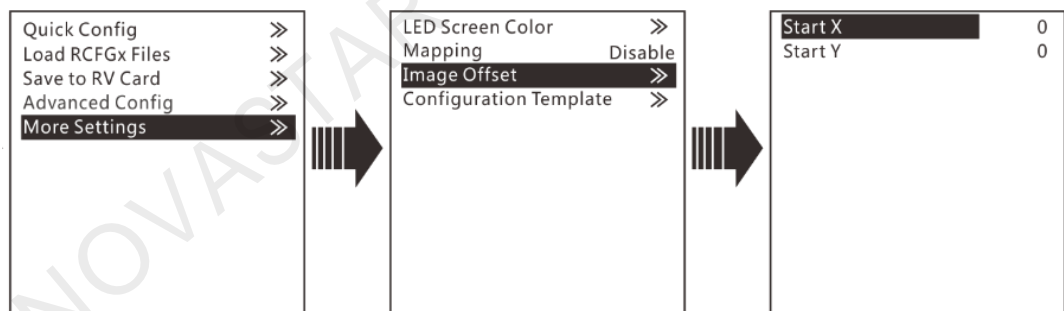 Quick Config >>
Load RCFGx Files >>
Save to RV Card >>
Advanced Config >>
More Settings >>
LED Screen Color >>
Mapping Disable
Image Offset >>
Configuration Template >>
Start X 0
Start Y 0
NOVASTAR